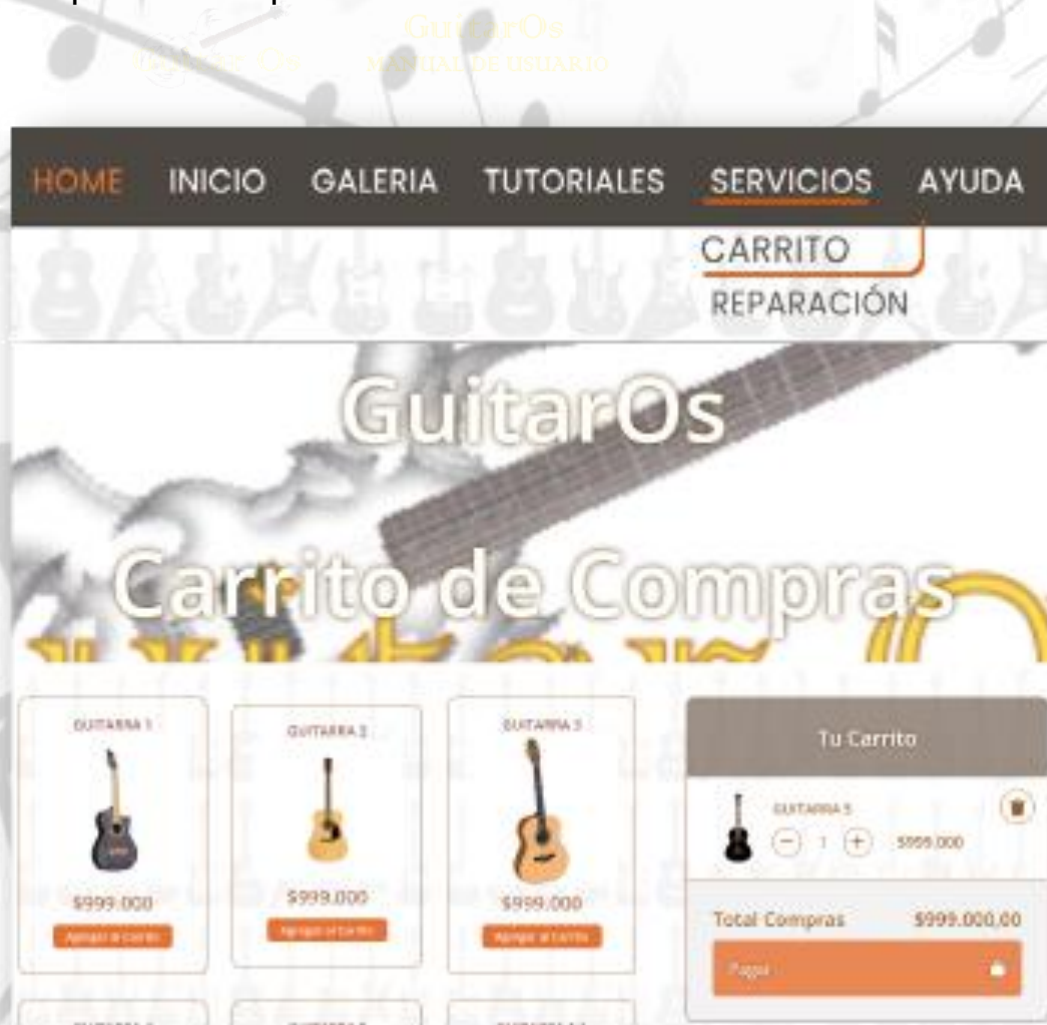 GuitarOs
Guitar Os
MANUAL DE USUARIO
HOME INICIO GALERIA TUTORIALES SERVICIOS AYUDA
CARRITO
REPARACIÓN
GuitarOs
Carrito de Compras
GUITARRA 1
$999.000
Agregar al Carrito
GUITARRA 2
$999.000
Agregar al Carrito
GUITARRA 3
$999.000
Agregar al Carrito
Tu Carrito
GUITARRA 5
1 $999.000
Total Compras $999.000,00
Pagar